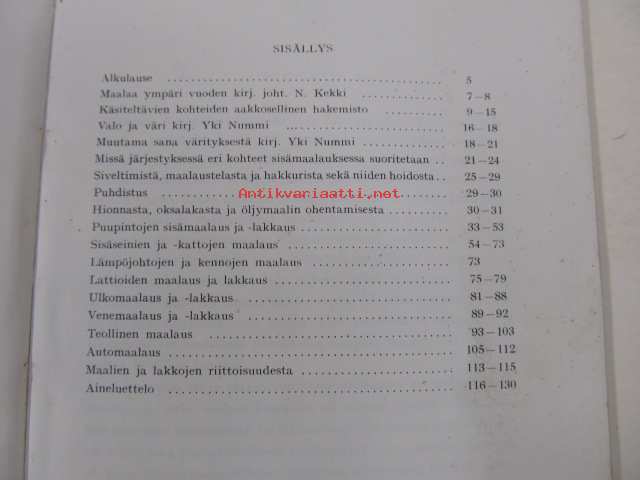 SISÄLLYS
Alkulause ........................................ 5
Maalaa ympäri vuoden kirj. joht. N. Kekki ............... 7—8
Käsiteltävien kohteiden aakkosellinen hakemisto ............ 9—15
Valo ja väri kirj. Yki Nummi ... ......................... 16—18
Muutama sana värityksestä kirj. Yki Nummi ............... 18—21
Missä järjestyksessä eri kohteet sisämaalauksessa suoritetaan .... 21—24
Siveltimistä, maalaustelasta ja hakkurista sekä niiden hoidosta .. 25—29
Puhdistus ........................................ 29—30
Antikvariaatti.net
Hionnasta, oksalakasta ja öljymaalin ohentamisesta ........... 30—31
Puupintojen sisämaalaus ja -lakkaus ...................... 33—53
Sisäseinien ja -kattojen maalaus ......................... 54—73
Lämpöjohtojen ja kennojen maalaus ...................... 73
Lattioiden maalaus ja lakkaus ........................... 75—79
Ulkomaalaus ja -lakkaus ................................ 81—88
Venemaalaus ja -lakkaus ................................ 89—92
Teollinen maalaus ..................................... 93—103
Automaalaus ......................................... 105—112
Maalien ja lakkojen riittoisuudesta ....................... 113—115
Aineluettelo ......................................... 116—130